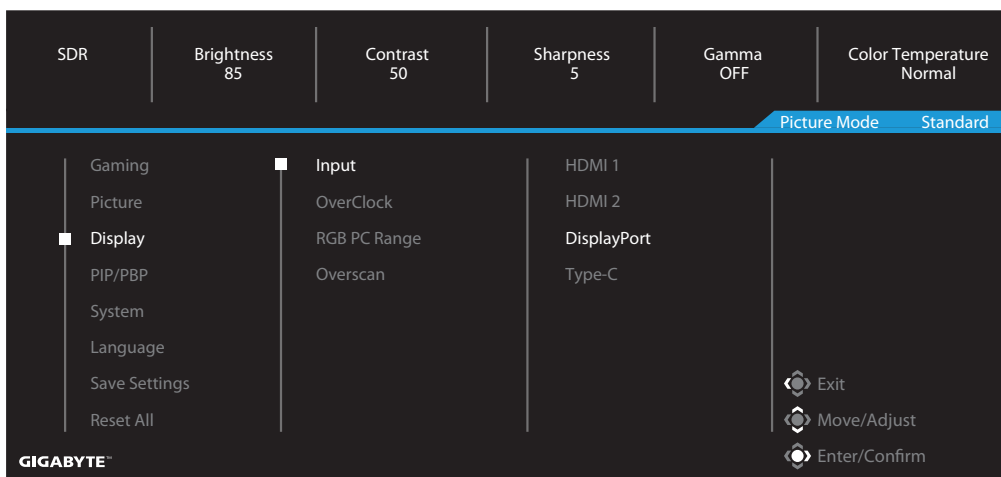 SDR
Brightness
85
Contrast
50
Sharpness
5
Gamma
OFF
Color Temperature
Normal
Picture Mode Standard
Gaming
Picture
Display
PIP/PBP
System
Language
Save Settings
Reset All
Input
OverClock
RGB PC Range
Overscan
HDMI 1
HDMI 2
DisplayPort
Type-C
Exit
Move/Adjust
Enter/Confirm
GIGABYTE™